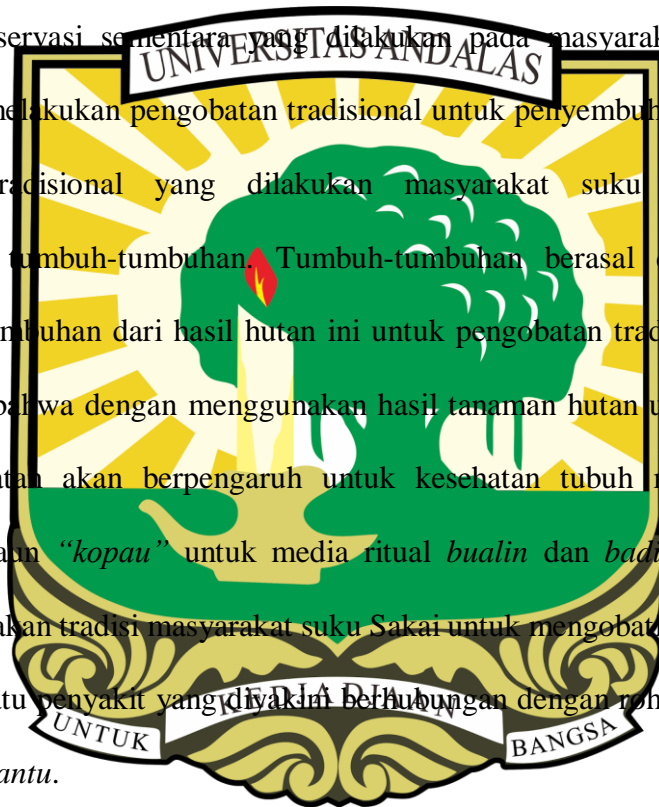 servasi sementara yang dilakukan pada masyarak
UNIVERSITAS ANDALAS
melakukan pengobatan tradisional untuk penyembuh
radisional yang dilakukan masyarakat suku
tumbuh-tumbuhan. Tumbuh-tumbuhan berasal
mbuhan dari hasil hutan ini untuk pengobatan trad
bahwa dengan menggunakan hasil tanaman hutan u
atan akan berpengaruh untuk kesehatan tubuh
aun “kopau” untuk media ritual bualin dan badi
akan tradisi masyarakat suku Sakai untuk mengobat
atu penyakit yang diyakini berhubungan dengan roh
UNTUK KEDJADJAAN BANGSA
antu.